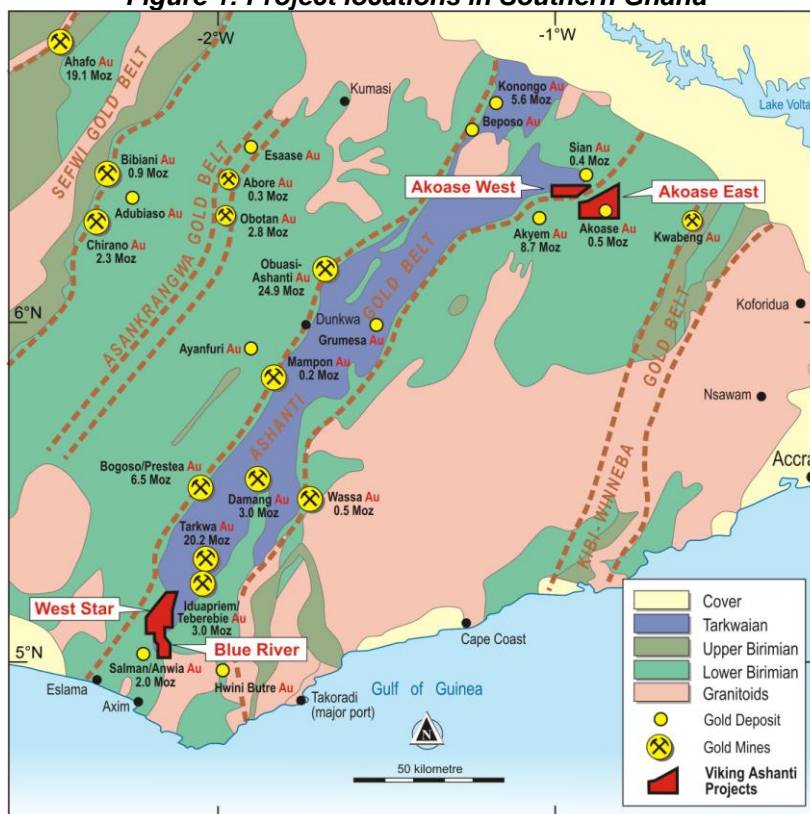 Figure 1: Project locations in Southern Ghana
-2°W
-1°W
Ahafo Au
19.1 Moz
SEFWI GOLD BELT
Kumasi
Konongo Au
5.6 Moz
Beposo Au
Lake Volta
Bibiani Au
0.9 Moz
Adubiaso Au
Chirano Au
2.3 Moz
Esaase Au
Abore Au
0.3 Moz
Obotan Au
2.8 Moz
ASANKRANGWA GOLD BELT
Sian Au
0.4 Moz
Akoase West
Akoase East
Akyem Au
8.7 Moz
Akoase Au
0.5 Moz
Kwabeng Au
Obuasi-
Ashanti Au
24.9 Moz
6°N
Dunkwa
Grumesa Au
Koforidua
Ayanfuri Au
Mampon Au
0.2 Moz
ASHANTI GOLD BELT
Nsawam
Accra
Bogoso/Prestea Au
6.5 Moz
Damang Au
3.0 Moz
Wassa Au
0.5 Moz
Tarkwa Au
20.2 Moz
KIBI-WINNEBA GOLD BELT
Iduapriem/
Teberebie Au
3.0 Moz
West Star
Blue River
5°N
Salman/Anwia Au
2.0 Moz
Hwini Butre Au
Eslama
Axim
Takoradi
(major port)
Cape Coast
Gulf of Guinea
N
50 kilometre
Cover
Tarkwaian
Upper Birimian
Lower Birimian
Granitoids
Gold Deposit
Gold Mines
Viking Ashanti
Projects